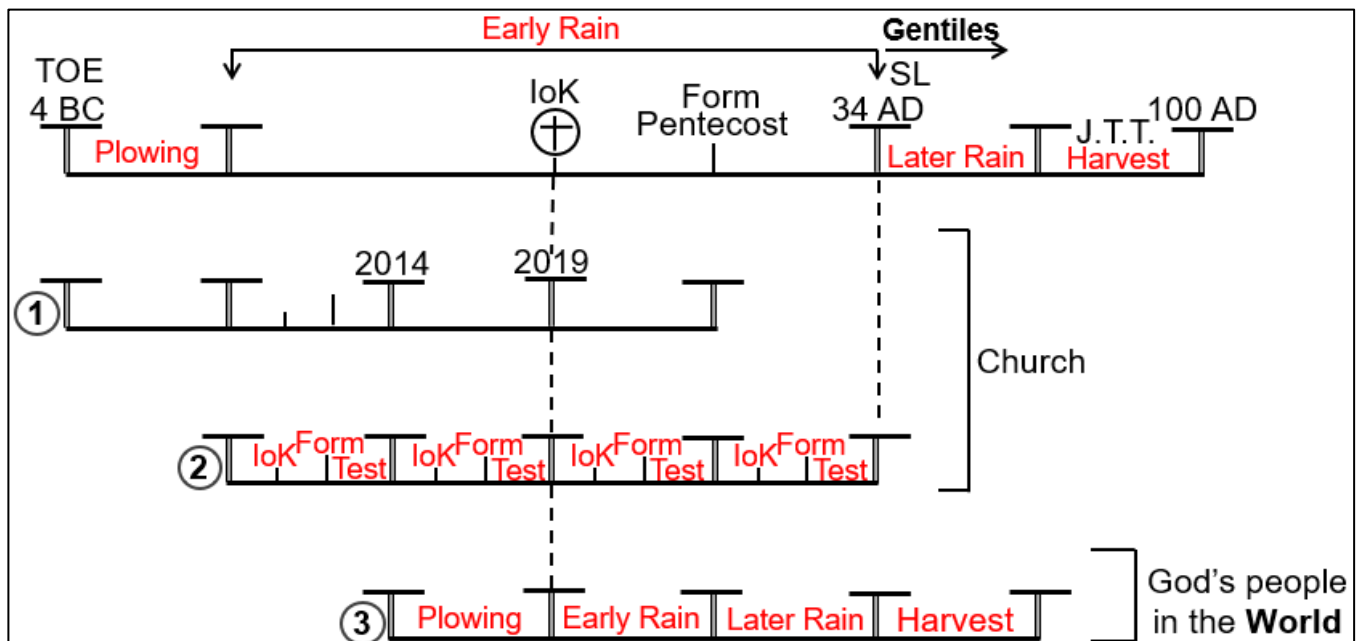 Early Rain
Gentiles
TOE
4 BC
IoK
Form
Pentecost
SL
34 AD
100 AD
Plowing
Later Rain
J.T.T.
Harvest
2014
2019
1
Church
IoK Form Test IoK Form Test IoK Form Test IoK Form Test
2
God's people
in the World
3
Plowing Early Rain Later Rain Harvest